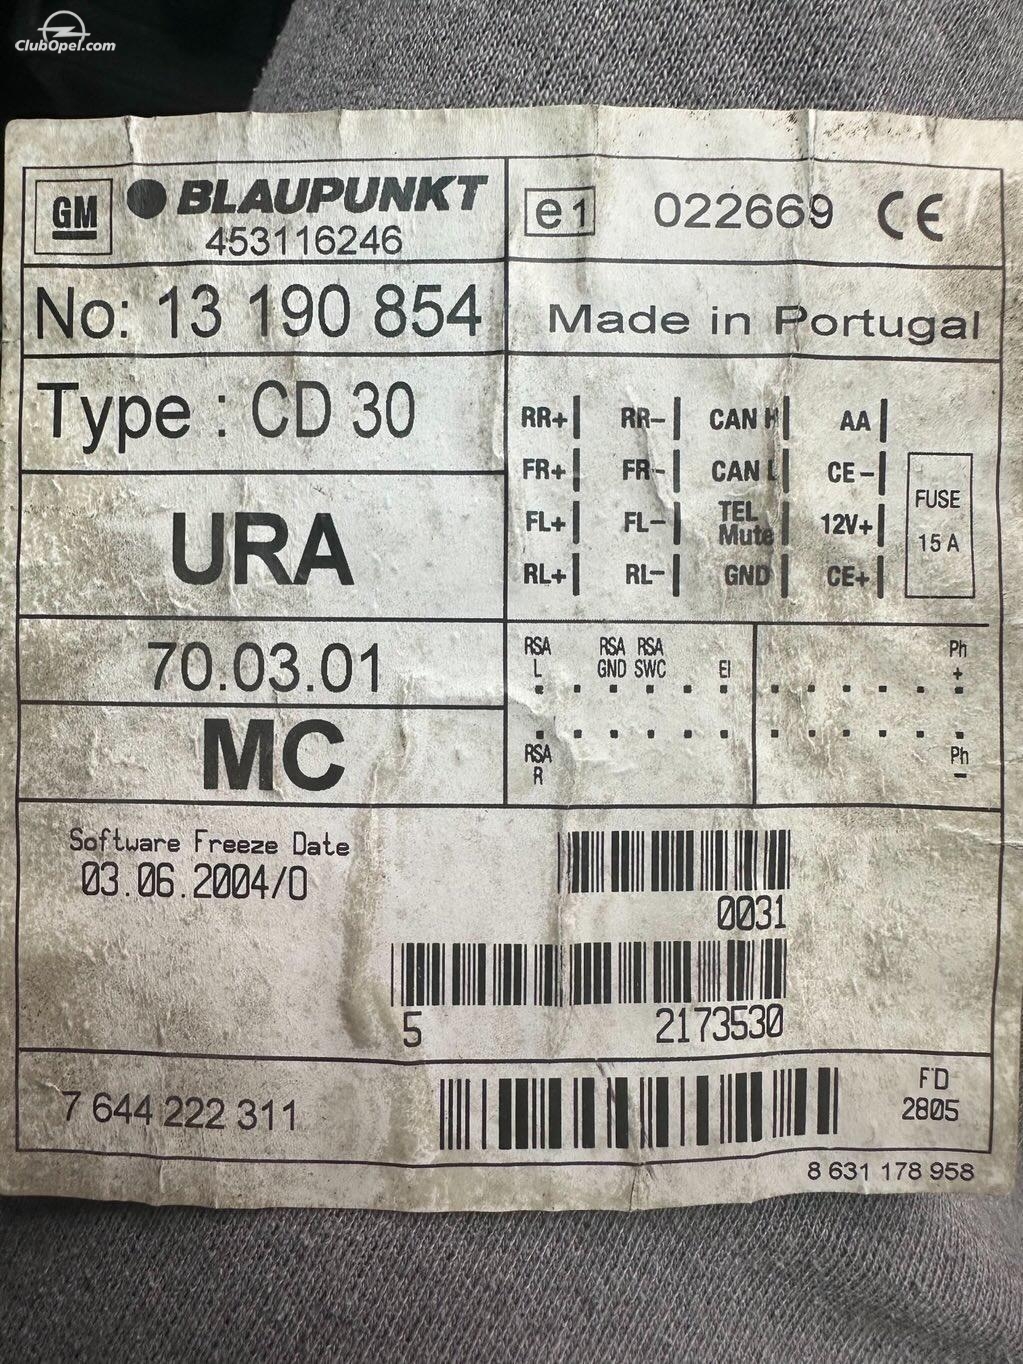 ClubOpel.com
GM BLAUPUNKT
453116246
e1 022669 CE
No: 13 190 854
Made in Portugal
Type : CD 30
RR+ RR- CAN H AA
FR+ FR- CAN L CE-
FL+ FL- TEL Mute 12V+
RL+ RL- GND CE+
FUSE
15 A
URA
70.03.01
RSA RSA RSA Ph
L GND SWC EI +
RSA Ph
R -
MC
Software Freeze Date
03.06.2004/0
0031
5 2173530
7 644 222 311
FD
2805
8 631 178 958